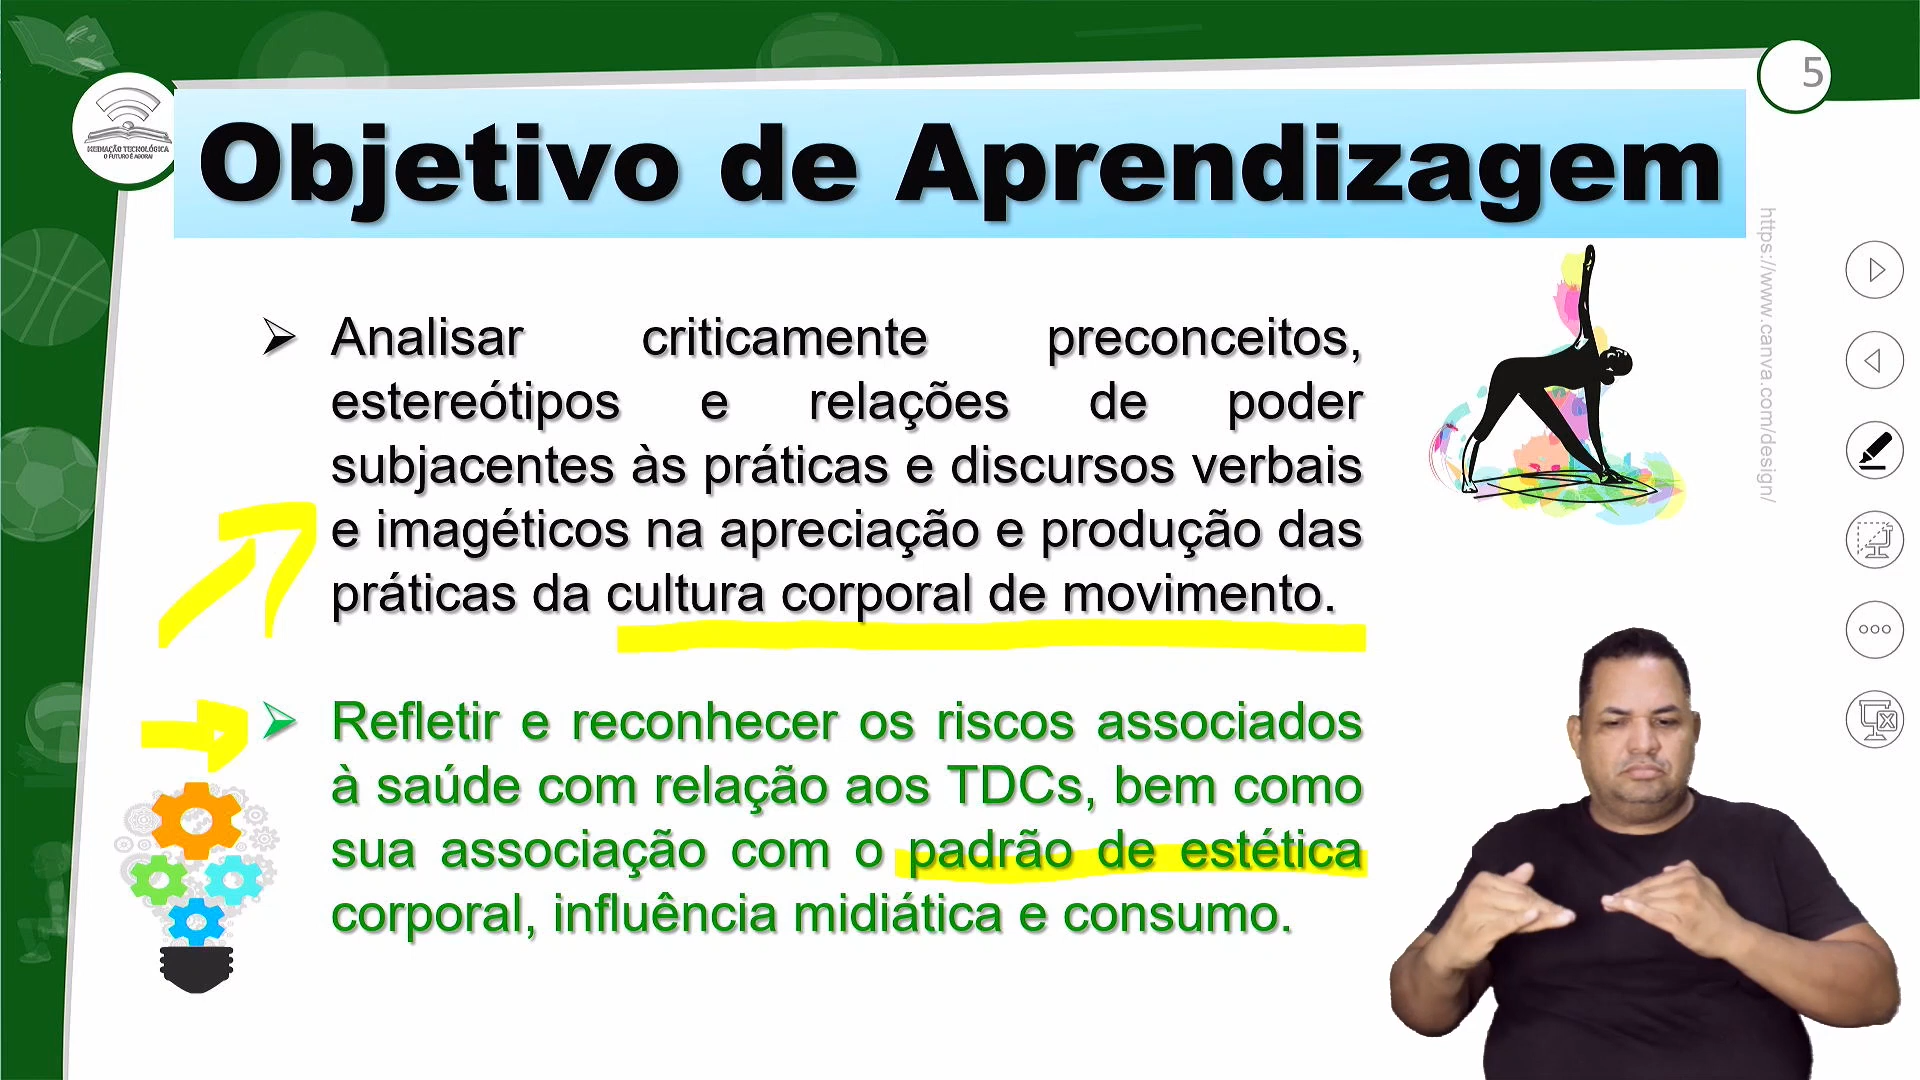 MEDIAÇÃO TECNOLÓGICA
O FUTURO É AGORA!
5
Objetivo de Aprendizagem
https://www.canva.com/design/
Analisar criticamente preconceitos,
estereótipos e relações de poder
subjacentes às práticas e discursos verbais
e imagéticos na apreciação e produção das
práticas da cultura corporal de movimento.
Refletir e reconhecer os riscos associados
à saúde com relação aos TDCs, bem como
sua associação com o padrão de estética
corporal, influência midiática e consumo.